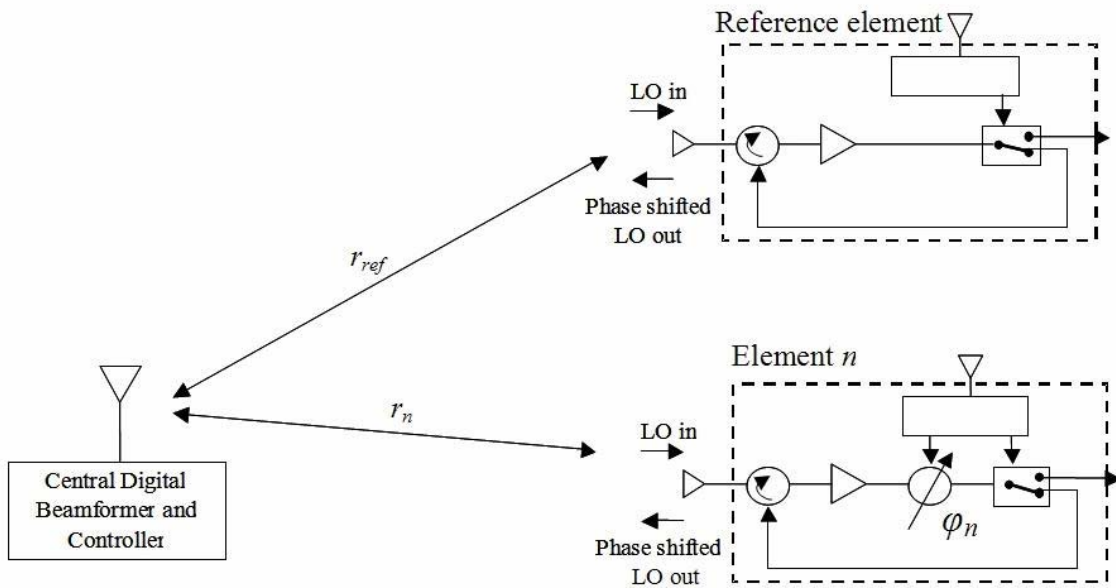 Reference element
LO in
Phase shifted
LO out
r_ref
Element n
r_n
LO in
Central Digital
Beamformer and
Controller
φ_n
Phase shifted
LO out